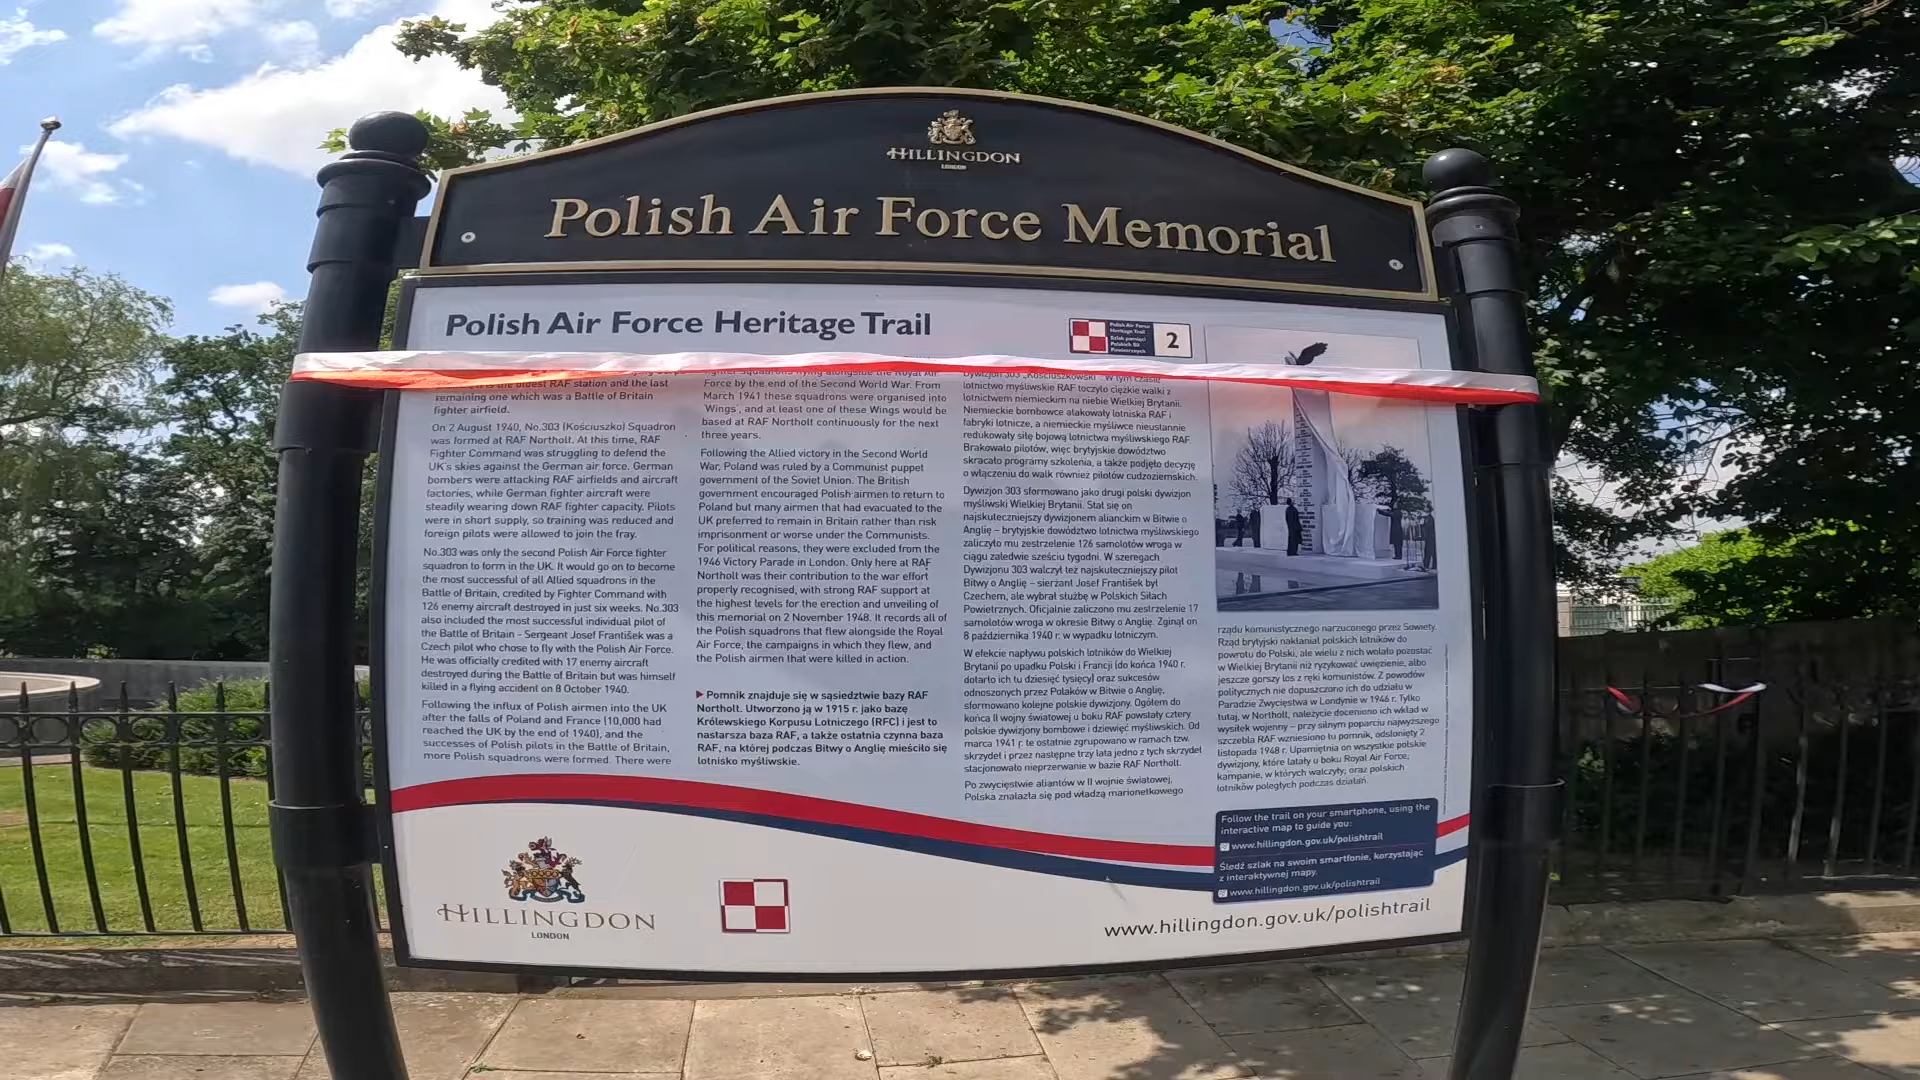 HILLINGDON
LONDON
Polish Air Force Memorial
Polish Air Force Heritage Trail
Polish Air Force
Heritage Trail
Szlak pamięci
Polskich Sił
Powietrznych
2
is the oldest RAF station and the last
remaining one which was a Battle of Britain
fighter airfield.
On 2 August 1940, No.303 (Kościuszko) Squadron
was formed at RAF Northolt. At this time, RAF
Fighter Command was struggling to defend the
UK's skies against the German air force. German
bombers were attacking RAF airfields and aircraft
factories, while German fighter aircraft were
steadily wearing down RAF fighter capacity. Pilots
were in short supply, so training was reduced and
foreign pilots were allowed to join the fray.
No.303 was only the second Polish Air Force fighter
squadron to form in the UK. It would go on to become
the most successful of all Allied squadrons in the
Battle of Britain, credited by Fighter Command with
126 enemy aircraft destroyed in just six weeks. No.303
also included the most successful individual pilot of
the Battle of Britain - Sergeant Josef František was a
Czech pilot who chose to fly with the Polish Air Force.
He was officially credited with 17 enemy aircraft
destroyed during the Battle of Britain but was himself
killed in a flying accident on 8 October 1940.
Following the influx of Polish airmen into the UK
after the falls of Poland and France (10,000 had
reached the UK by the end of 1940), and the
successes of Polish pilots in the Battle of Britain,
more Polish squadrons were formed. There were
fighter squadrons flying alongside the Royal Air
Force by the end of the Second World War. From
March 1941 these squadrons were organised into
'Wings', and at least one of these Wings would be
based at RAF Northolt continuously for the next
three years.
Following the Allied victory in the Second World
War, Poland was ruled by a Communist puppet
government of the Soviet Union. The British
government encouraged Polish airmen to return to
Poland but many airmen that had evacuated to the
UK preferred to remain in Britain rather than risk
imprisonment or worse under the Communists.
For political reasons, they were excluded from the
1946 Victory Parade in London. Only here at RAF
Northolt was their contribution to the war effort
properly recognised, with strong RAF support at
the highest levels for the erection and unveiling of
this memorial on 2 November 1948. It records all of
the Polish squadrons that flew alongside the Royal
Air Force, the campaigns in which they flew, and
the Polish airmen that were killed in action.
Pomnik znajduje się w sąsiedztwie bazy RAF
Northolt. Utworzono ją w 1915 r. jako bazę
Królewskiego Korpusu Lotniczego (RFC) i jest to
nastarsza baza RAF, a także ostatnia czynna baza
RAF, na której podczas Bitwy o Anglię mieściło się
lotnisko myśliwskie.
Dywizjon 303 „Kościuszkowski". W tym czasie
lotnictwo myśliwskie RAF toczyło ciężkie walki z
lotnictwem niemieckim na niebie Wielkiej Brytanii.
Niemieckie bombowce atakowały lotniska RAF i
fabryki lotnicze, a niemieckie myśliwce nieustannie
redukowały siłę bojową lotnictwa myśliwskiego RAF.
Brakowało pilotów, więc brytyjskie dowództwo
skracało programy szkolenia, a także podjęto decyzję
o włączeniu do walk również pilotów cudzoziemskich.
Dywizjon 303 sformowano jako drugi polski dywizjon
myśliwski Wielkiej Brytanii. Stał się on
najskuteczniejszy dywizjonem alianckim w Bitwie o
Anglię – brytyjskie dowództwo lotnictwa myśliwskiego
zaliczyło mu zestrzelenie 126 samolotów wroga w
ciągu zaledwie sześciu tygodni. W szeregach
Dywizjonu 303 walczył też najskuteczniejszy pilot
Bitwy o Anglię – sierżant Josef František był
Czechem, ale wybrał służbę w Polskich Siłach
Powietrznych. Oficjalnie zaliczono mu zestrzelenie 17
samolotów wroga w okresie Bitwy o Anglię. Zginął on
8 października 1940 r. w wypadku lotniczym.
W efekcie napływu polskich lotników do Wielkiej
Brytanii po upadku Polski i Francji (do końca 1940 r.
dotarło ich tu dziesięć tysięcy) oraz sukcesów
odnoszonych przez Polaków w Bitwie o Anglię,
sformowano kolejne polskie dywizjony. Ogółem do
końca II wojny światowej u boku RAF powstały cztery
polskie dywizjony bombowe i dziewięć myśliwskich. Od
marca 1941 r. te ostatnie zgrupowano w ramach tzw.
skrzydeł i przez następne trzy lata jedno z tych skrzydeł
stacjonowało nieprzerwanie w bazie RAF Northolt.
Po zwycięstwie aliantów w II wojnie światowej,
Polska znalazła się pod władzą marionetkowego
rządu komunistycznego narzuconego przez Sowiety.
Rząd brytyjski nakłaniał polskich lotników do
powrotu do Polski, ale wielu z nich wolało pozostać
w Wielkiej Brytanii niż ryzykować uwięzienie, albo
jeszcze gorszy los z ręki komunistów. Z powodów
politycznych nie dopuszczono ich do udziału w
Paradzie Zwycięstwa w Londynie w 1946 r. Tylko
tutaj, w Northolt, należycie doceniono ich wkład w
wysiłek wojenny – przy silnym poparciu najwyższego
szczebla RAF wzniesiono tu pomnik, odsłonięty 2
listopada 1948 r. Upamiętnia on wszystkie polskie
dywizjony, które latały u boku Royal Air Force;
kampanie, w których walczyły; oraz polskich
lotników poległych podczas działań.
Follow the trail on your smartphone, using the
interactive map to guide you:
www.hillingdon.gov.uk/polishtrail
Śledź szlak na swoim smartfonie, korzystając
z interaktywnej mapy.
www.hillingdon.gov.uk/polishtrail
HILLINGDON
LONDON
www.hillingdon.gov.uk/polishtrail